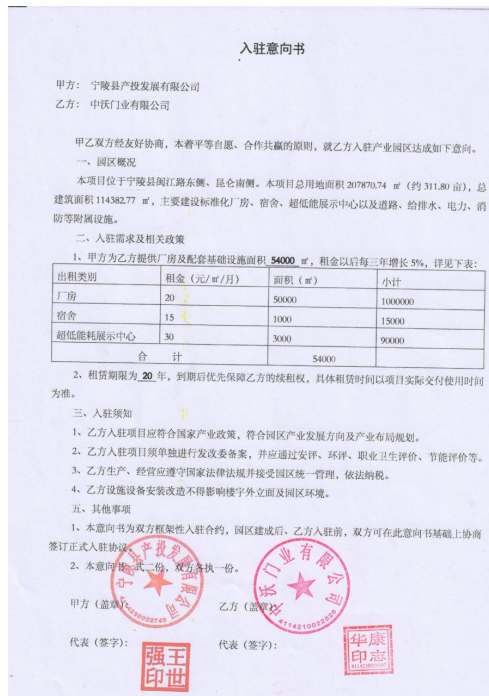 入驻意向书
甲方：宁陵县产投发展有限公司
乙方：中沃门业有限公司
甲乙双方经友好协商，本着平等自愿、合作共赢的原则，就乙方入驻产业园区达成如下意向。
一、园区概况
本项目位于宁陵县闽江路东侧、昆仑南侧。本项目总用地面积 207870.74 ㎡（约 311.80 亩），总
建筑面积 114382.77 ㎡，主要建设标准化厂房、宿舍、超低能展示中心以及道路、给排水、电力、消
防等附属设施。
二、入驻需求及相关政策
1、甲方为乙方提供厂房及配套基础设施面积 54000 ㎡，租金以后每三年增长 5%，详见下表：
出租类别 租金（元/㎡/月） 面积（㎡） 小计
厂房 20 50000 1000000
宿舍 15 1000 15000
超低能耗展示中心 30 3000 90000
合 计 54000
2、租赁期限为 20 年，到期后优先保障乙方的续租权，具体租赁时间以项目实际交付使用时间
为准。
三、入驻须知
1、乙方入驻项目应符合国家产业政策，符合园区产业发展方向及产业布局规划。
2、乙方入驻项目须单独进行发改委备案，并应通过安评、环评、职业卫生评价、节能评价等。
3、乙方生产、经营应遵守国家法律法规并接受园区统一管理，依法纳税。
4、乙方设施设备安装改造不得影响楼宇外立面及园区环境。
五、其他事项
1、本意向书为双方框架性入驻合约，园区建成后、乙方入驻前，双方可在此意向书基础上协商
签订正式入驻协议。
2、本意向书一式二份，双方各执一份。
甲方（盖章）： 乙方（盖章）：
宁陵县产投发展有限公司
中沃门业有限公司
4114210022826
代表（签字）： 代表（签字）：
王世强印
康志华印